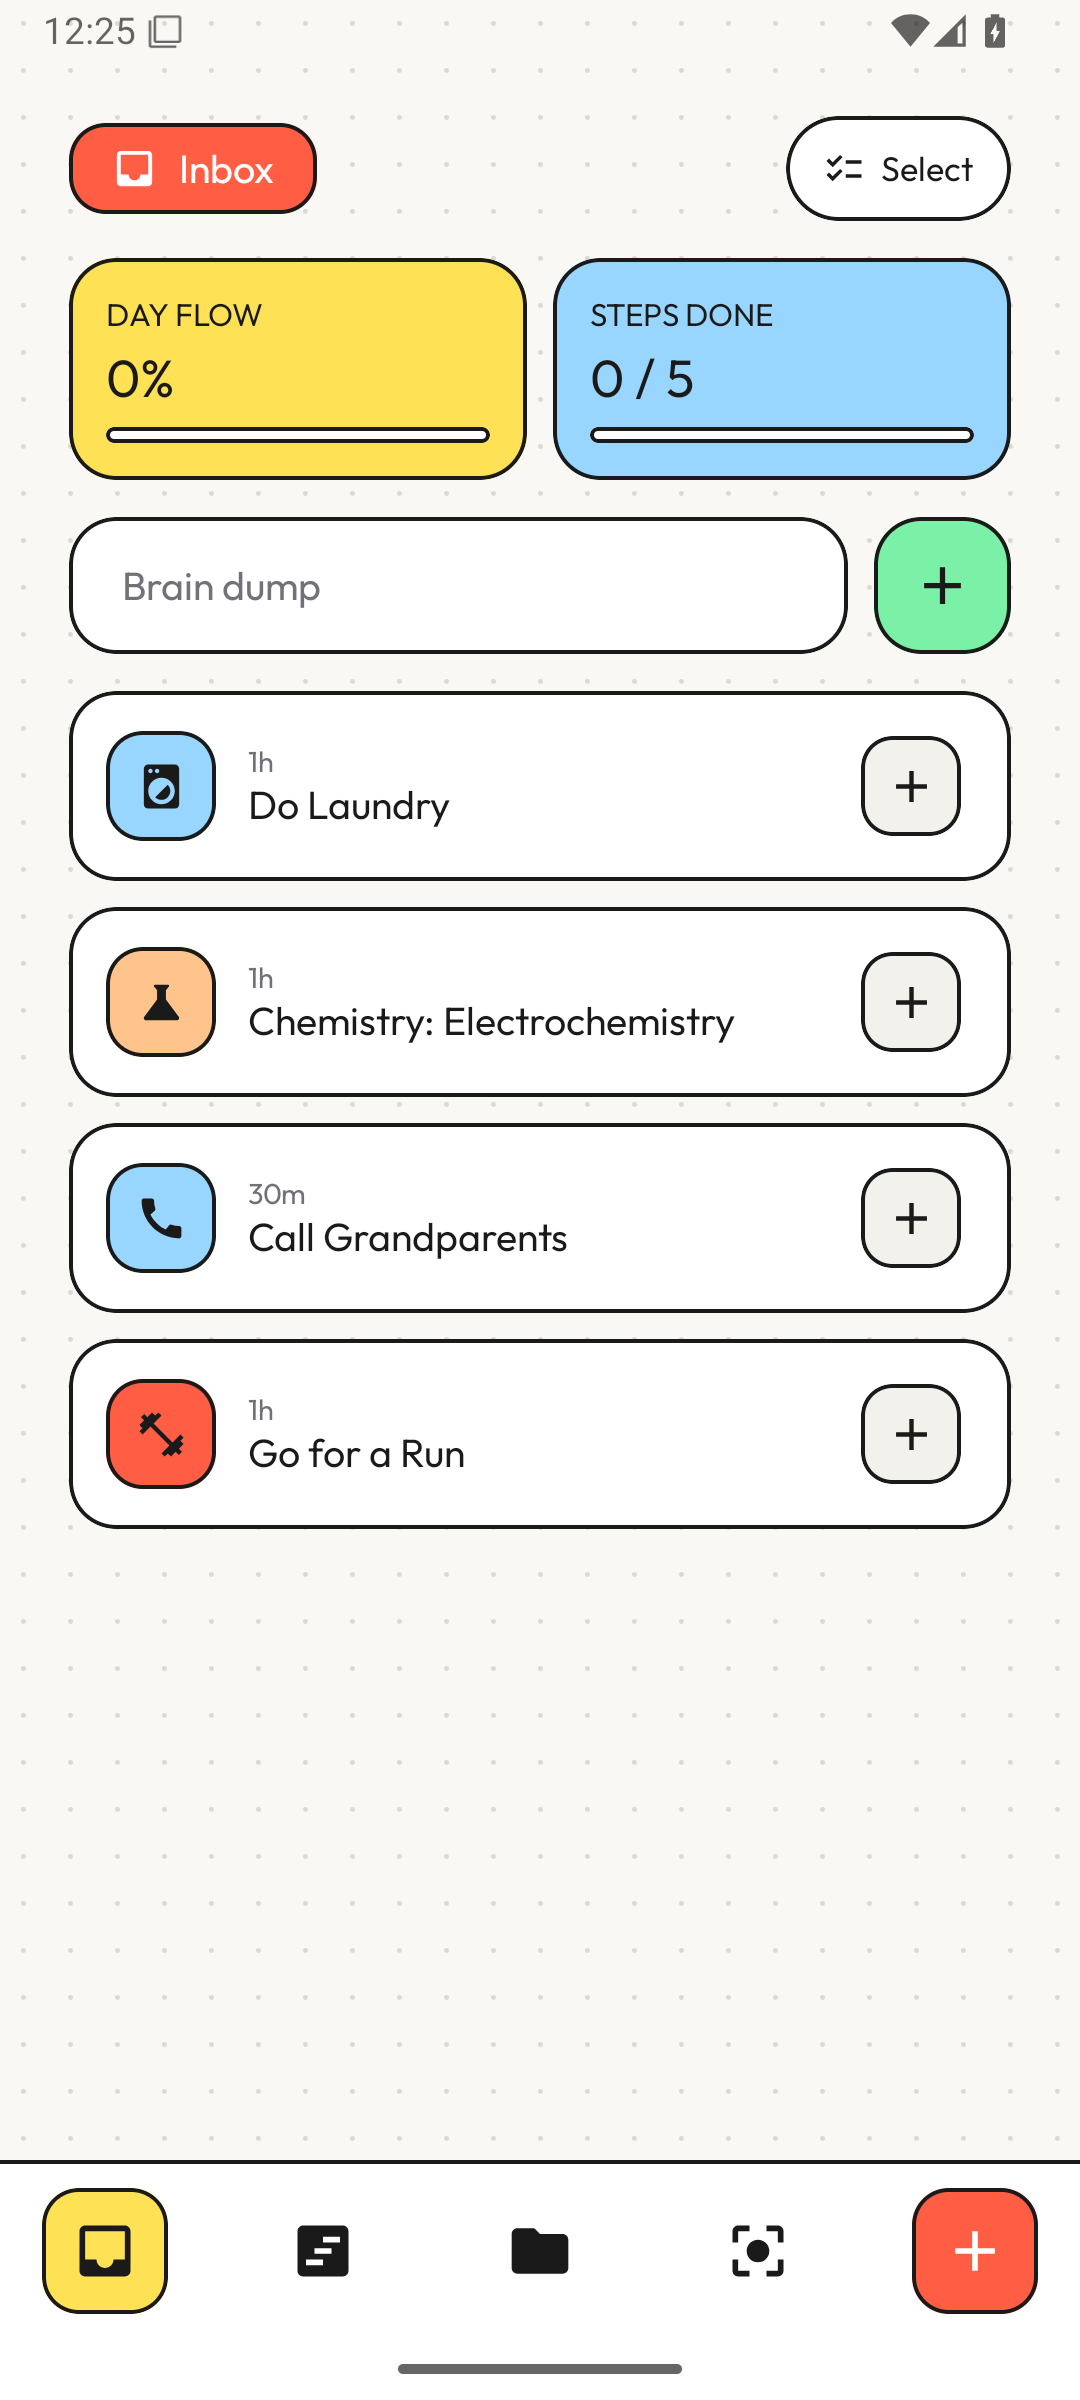 12:25
Inbox
Select
DAY FLOW
0%
STEPS DONE
0 / 5
Brain dump
1h
Do Laundry
1h
Chemistry: Electrochemistry
30m
Call Grandparents
1h
Go for a Run